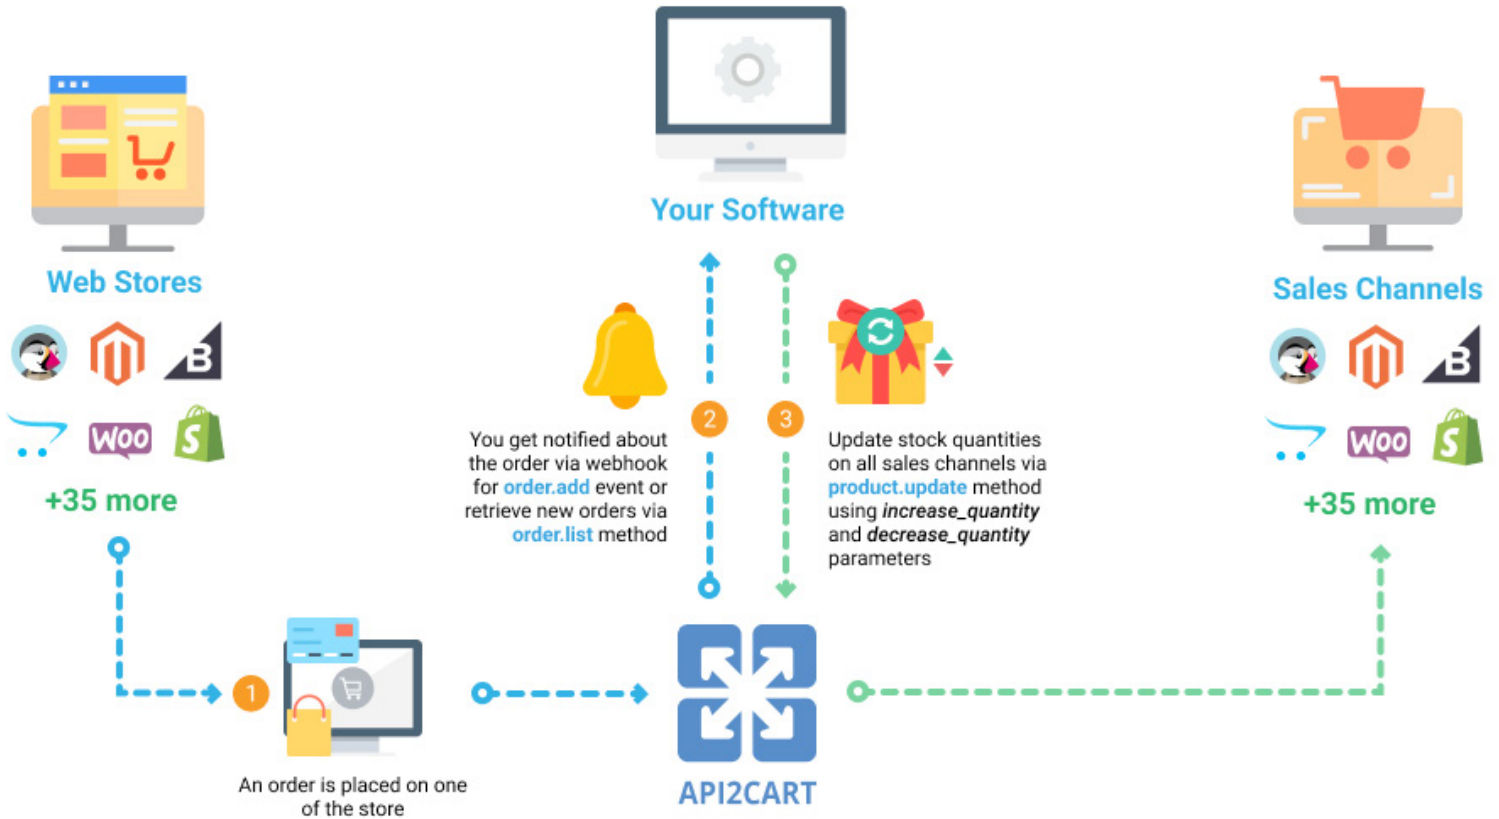 Your Software
Web Stores
B
WOO
S
+35 more
Sales Channels
B
WOO
S
+35 more
2
You get notified about
the order via webhook
for order.add event or
retrieve new orders via
order.list method
3
Update stock quantities
on all sales channels via
product.update method
using increase_quantity
and decrease_quantity
parameters
1
An order is placed on one
of the store
API2CART